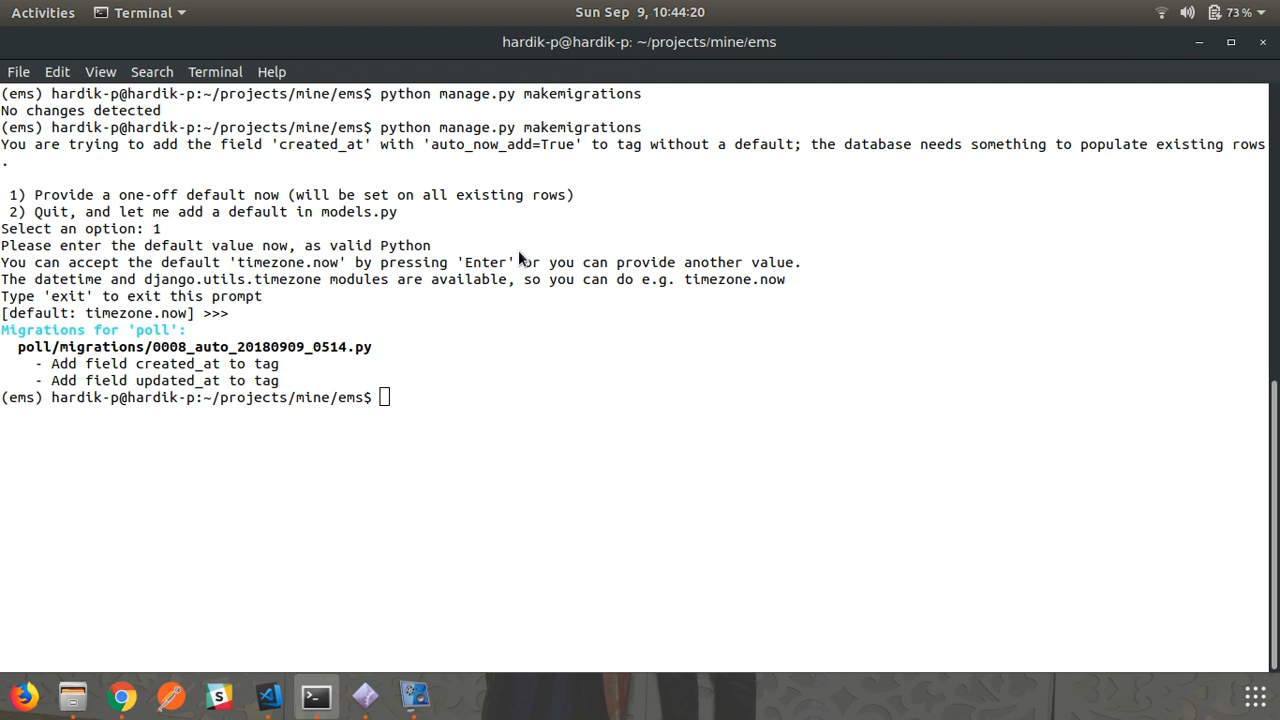 Activities Terminal Sun Sep 9, 10:44:20 73 %
hardik-p@hardik-p: ~/projects/mine/ems
File Edit View Search Terminal Help
(ems) hardik-p@hardik-p:~/projects/mine/ems$ python manage.py makemigrations
No changes detected
(ems) hardik-p@hardik-p:~/projects/mine/ems$ python manage.py makemigrations
You are trying to add the field 'created_at' with 'auto_now_add=True' to tag without a default; the database needs something to populate existing rows
.
1) Provide a one-off default now (will be set on all existing rows)
2) Quit, and let me add a default in models.py
Select an option: 1
Please enter the default value now, as valid Python
You can accept the default 'timezone.now' by pressing 'Enter' or you can provide another value.
The datetime and django.utils.timezone modules are available, so you can do e.g. timezone.now
Type 'exit' to exit this prompt
[default: timezone.now] >>>
Migrations for 'poll':
poll/migrations/0008_auto_20180909_0514.py
- Add field created_at to tag
- Add field updated_at to tag
(ems) hardik-p@hardik-p:~/projects/mine/ems$